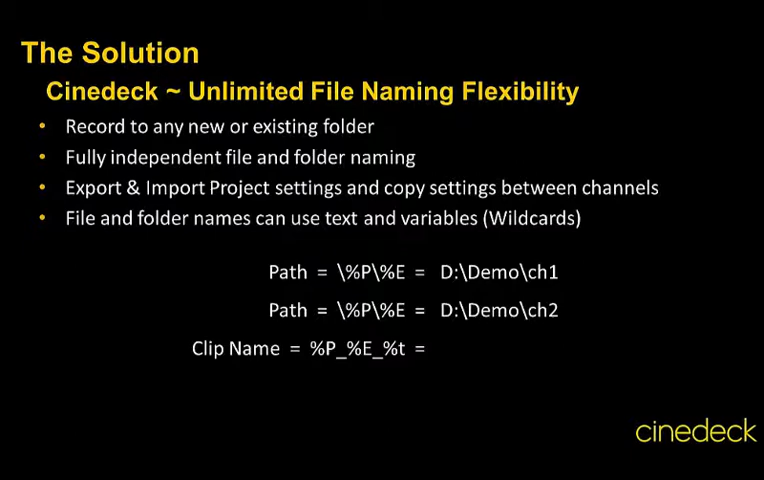 The Solution
Cinedeck ~ Unlimited File Naming Flexibility
• Record to any new or existing folder
• Fully independent file and folder naming
• Export & Import Project settings and copy settings between channels
• File and folder names can use text and variables (Wildcards)
Path = \%P\%E = D:\Demo\ch1
Path = \%P\%E = D:\Demo\ch2
Clip Name = %P_%E_%t =
cinedeck